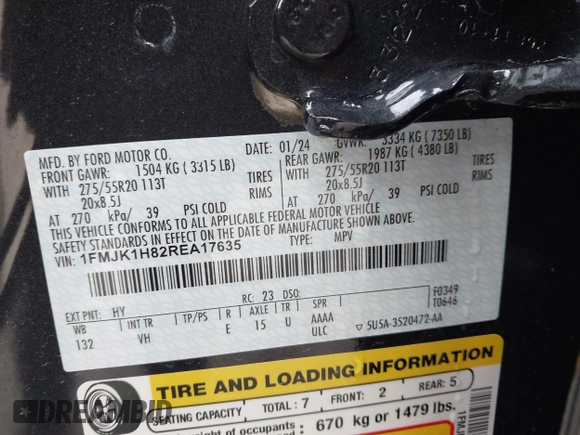 MFD. BY FORD MOTOR CO.
DATE: 01/24 GVWR: 3334 KG ( 7350 LB)
FRONT GAWR: 1504 KG ( 3315 LB) REAR GAWR: 1987 KG ( 4380 LB)
WITH 275/55R20 113T TIRES WITH 275/55R20 113T TIRES
20x8.5J RIMS 20x8.5J RIMS
AT 270 kPa/ 39 PSI COLD AT 270 kPa/ 39 PSI COLD
THIS VEHICLE CONFORMS TO ALL APPLICABLE FEDERAL MOTOR VEHICLE
SAFETY STANDARDS IN EFFECT ON THE DATE OF MANUFACTURE SHOWN ABOVE.
VIN: 1FMJK1H82REA17635 TYPE: MPV
EXT PNT: HY RC: 23 DSO: F0349
WB INT TR TP/PS R AXLE TR SPR T0646
132 VH E 15 U AAAA
ULC ▽ SU5A-3520472-AA
TIRE AND LOADING INFORMATION
SEATING CAPACITY TOTAL: 7 FRONT: 2 REAR: 5
weight of occupants 670 kg or 1479 lbs.
1FMJ
DREAMBID